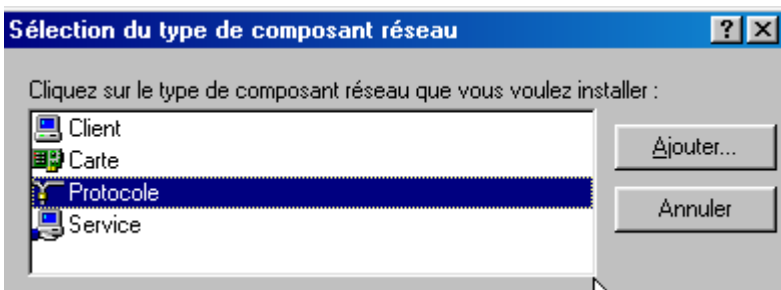 Sélection du type de composant réseau
Cliquez sur le type de composant réseau que vous voulez installer :
Client
Carte
Protocole
Service
Ajouter...
Annuler